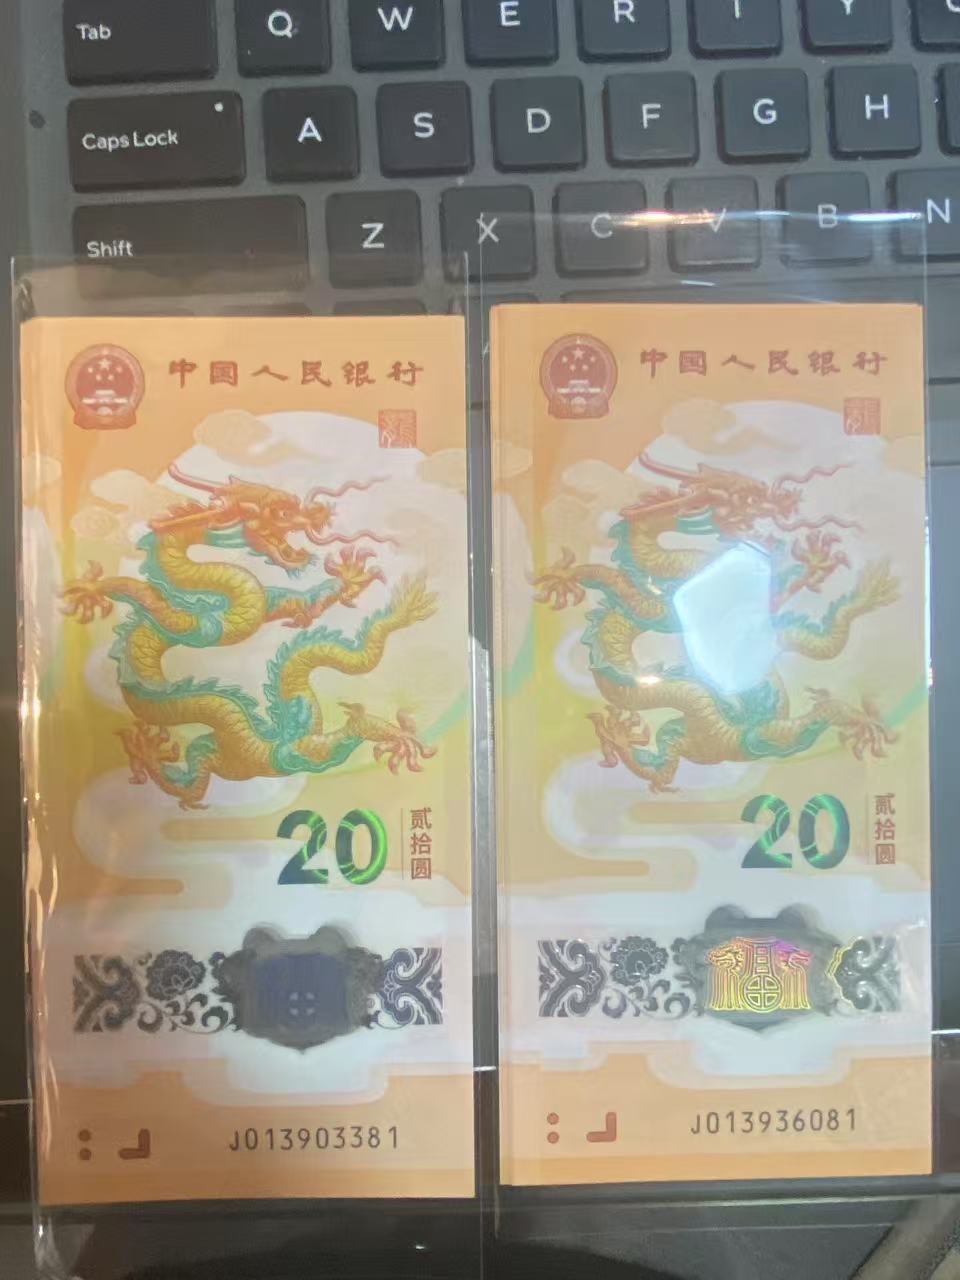 Tab Q W E R T Y
Caps Lock A S D F G H
Shift Z X C V B N
中国人民银行
20 贰拾圆
J013903381
中国人民银行
20 贰拾圆
J013936081